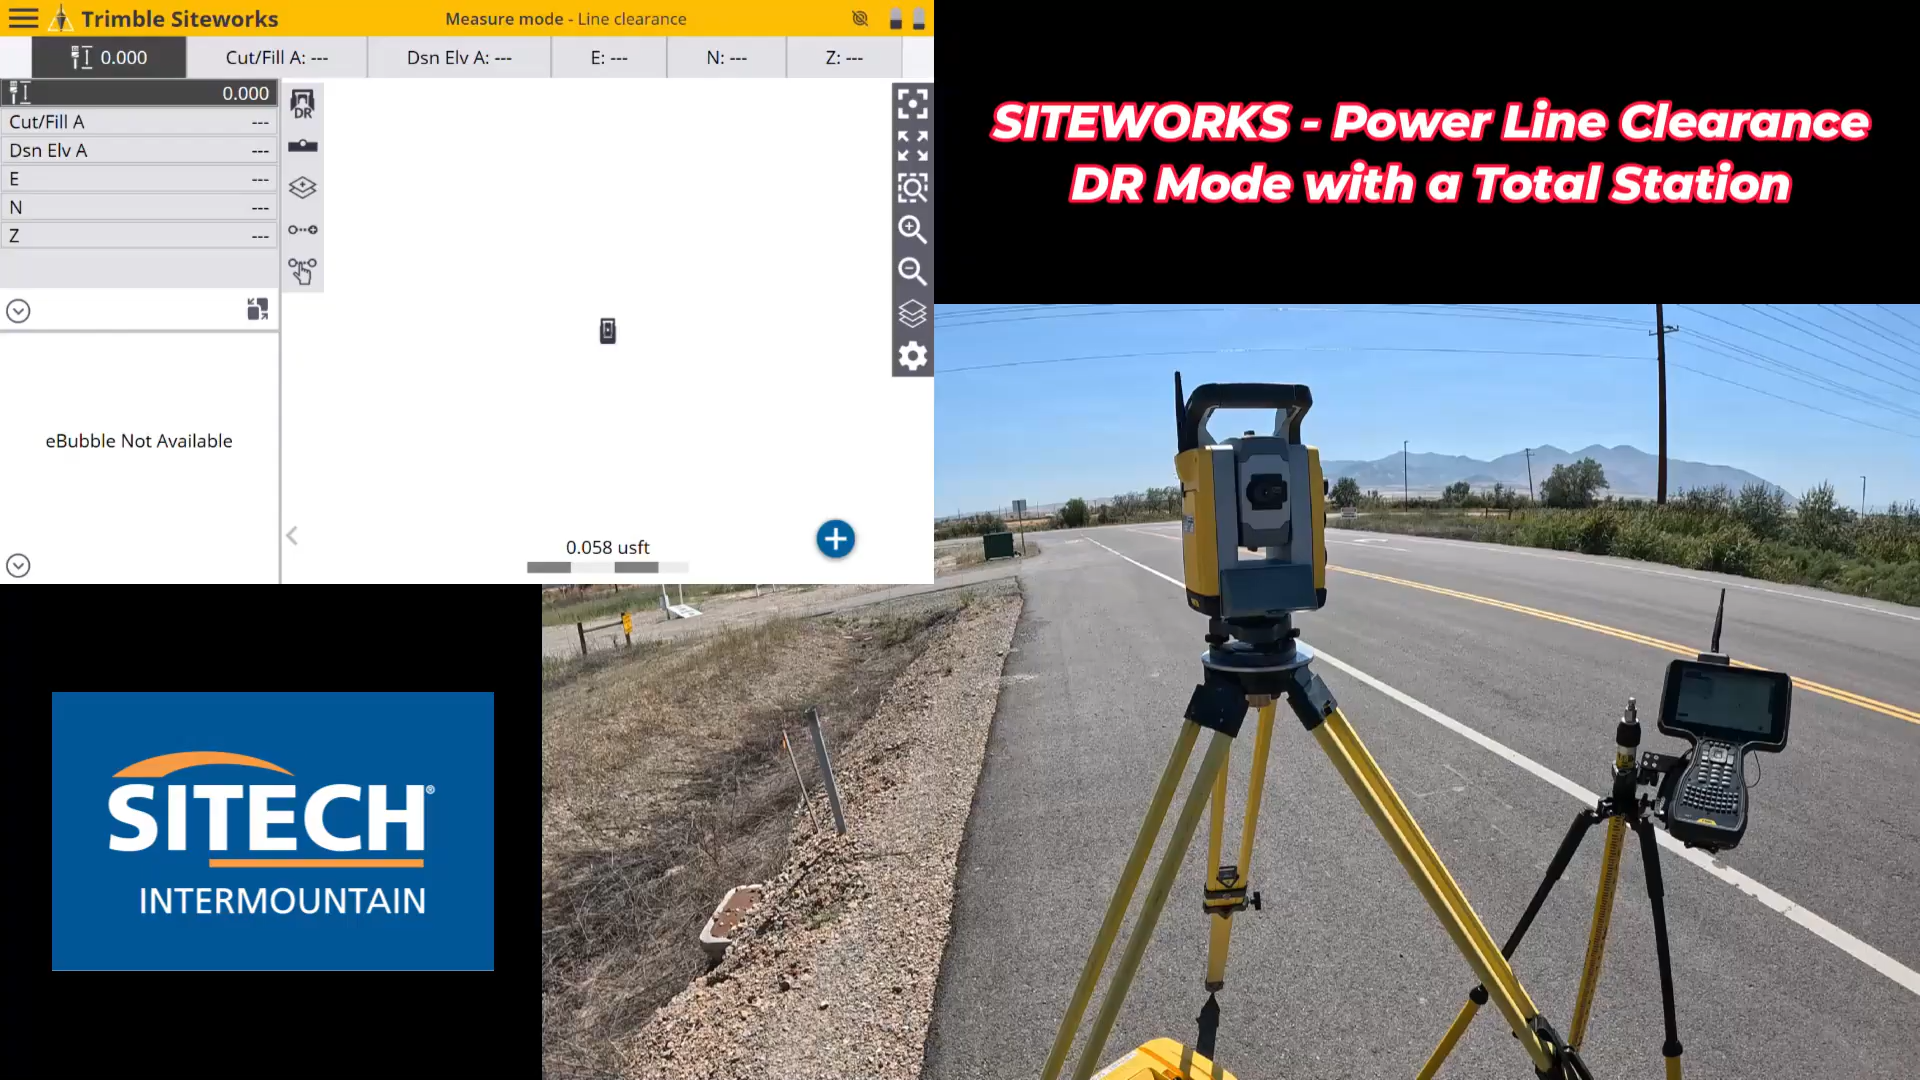 Trimble Siteworks
Measure mode - Line clearance
0.000
Cut/Fill A: ---
Dsn Elv A: ---
E: ---
N: ---
Z: ---
0.000
Cut/Fill A ---
Dsn Elv A ---
E ---
N ---
Z ---
DR
eBubble Not Available
0.058 usft
SITEWORKS - Power Line Clearance
DR Mode with a Total Station
SITECH®
INTERMOUNTAIN